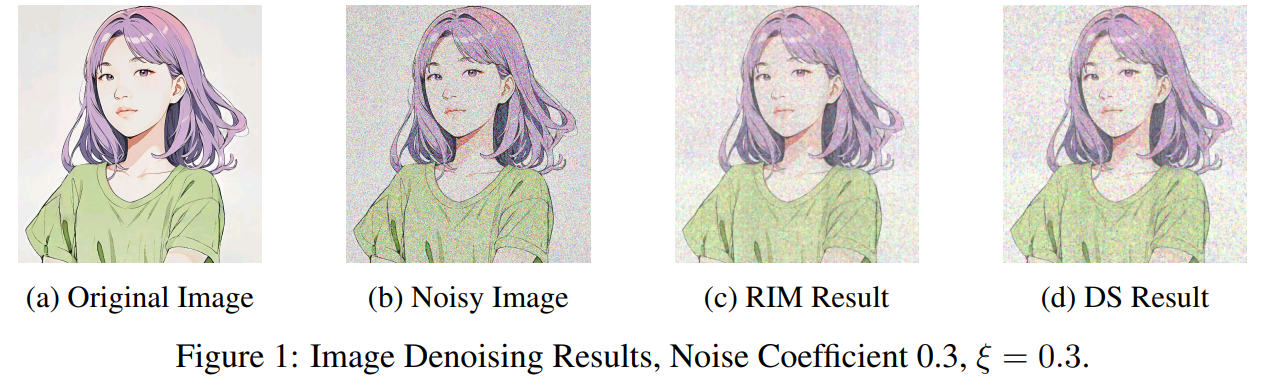 (a) Original Image (b) Noisy Image (c) RIM Result (d) DS Result
Figure 1: Image Denoising Results, Noise Coefficient 0.3, ξ = 0.3.